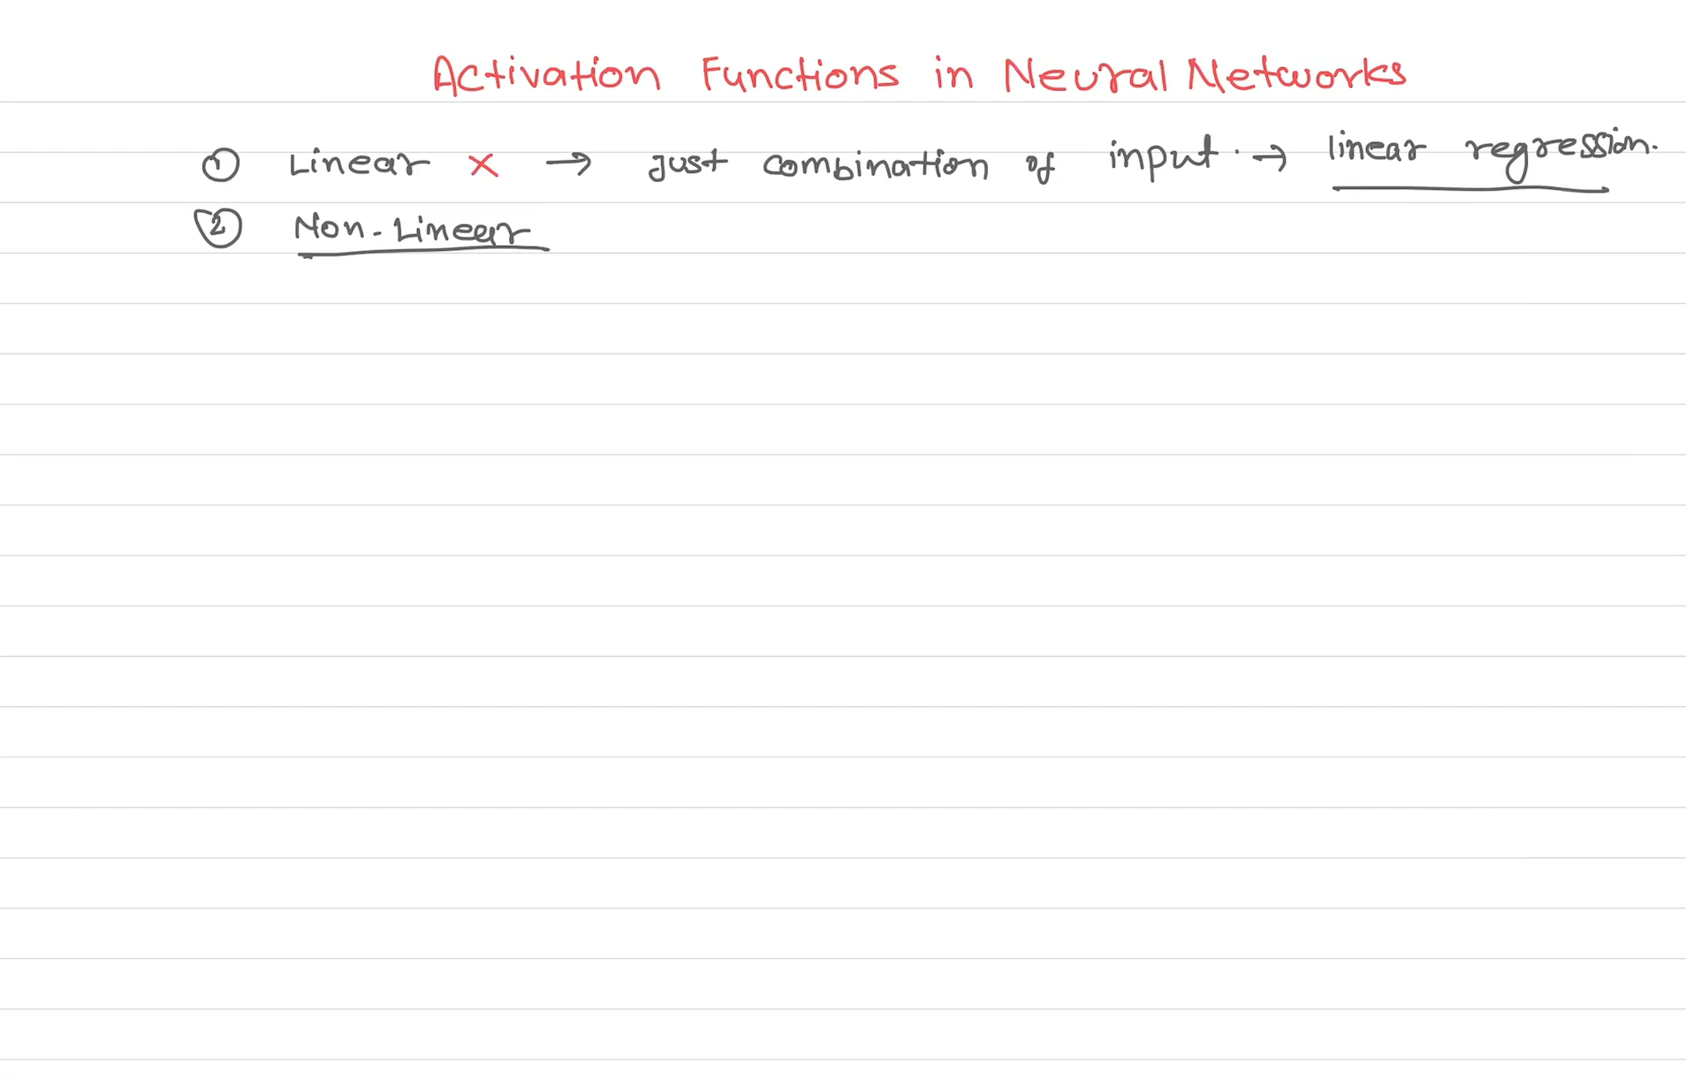 Activation Functions in Neural Networks
① Linear × → just combination of input. → linear regression.
② Non-Linear